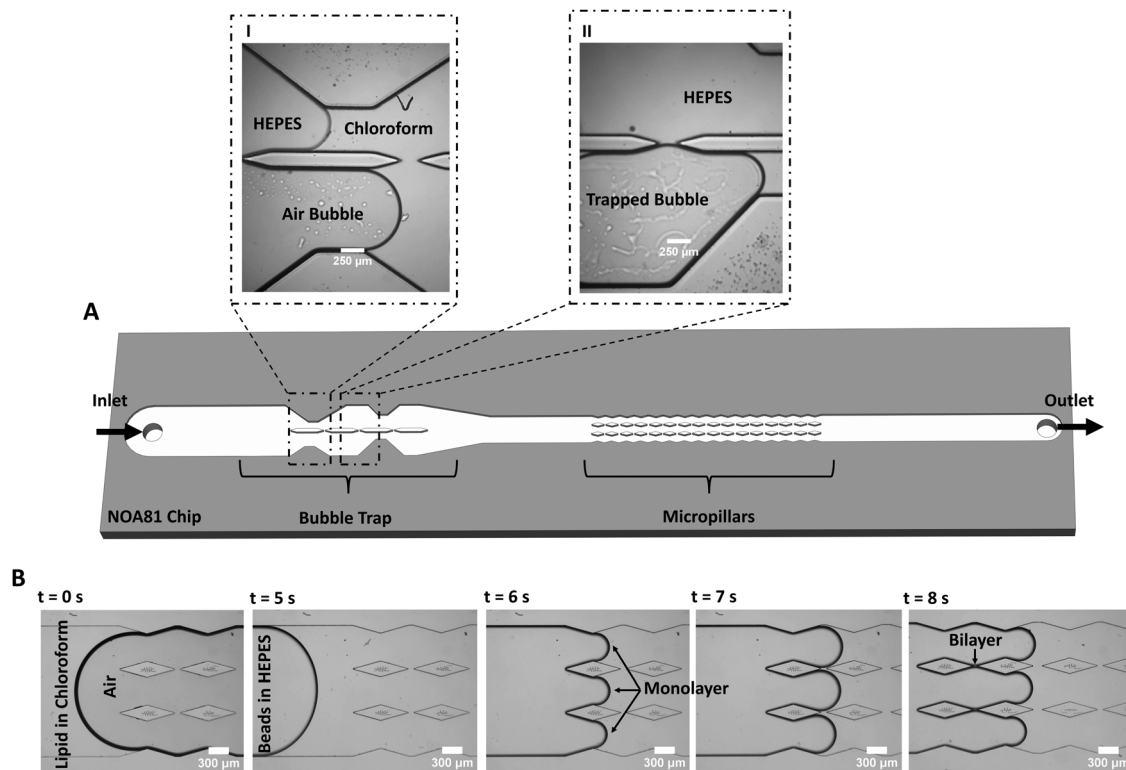 I
II
HEPES
Chloroform
Air Bubble
250 µm
HEPES
Trapped Bubble
250 µm
A
Inlet
Outlet
NOA81 Chip
Bubble Trap
Micropillars
B
t = 0 s
t = 5 s
t = 6 s
t = 7 s
t = 8 s
Lipid in Chloroform
Air
Beads in HEPES
Monolayer
Bilayer
300 µm
300 µm
300 µm
300 µm
300 µm